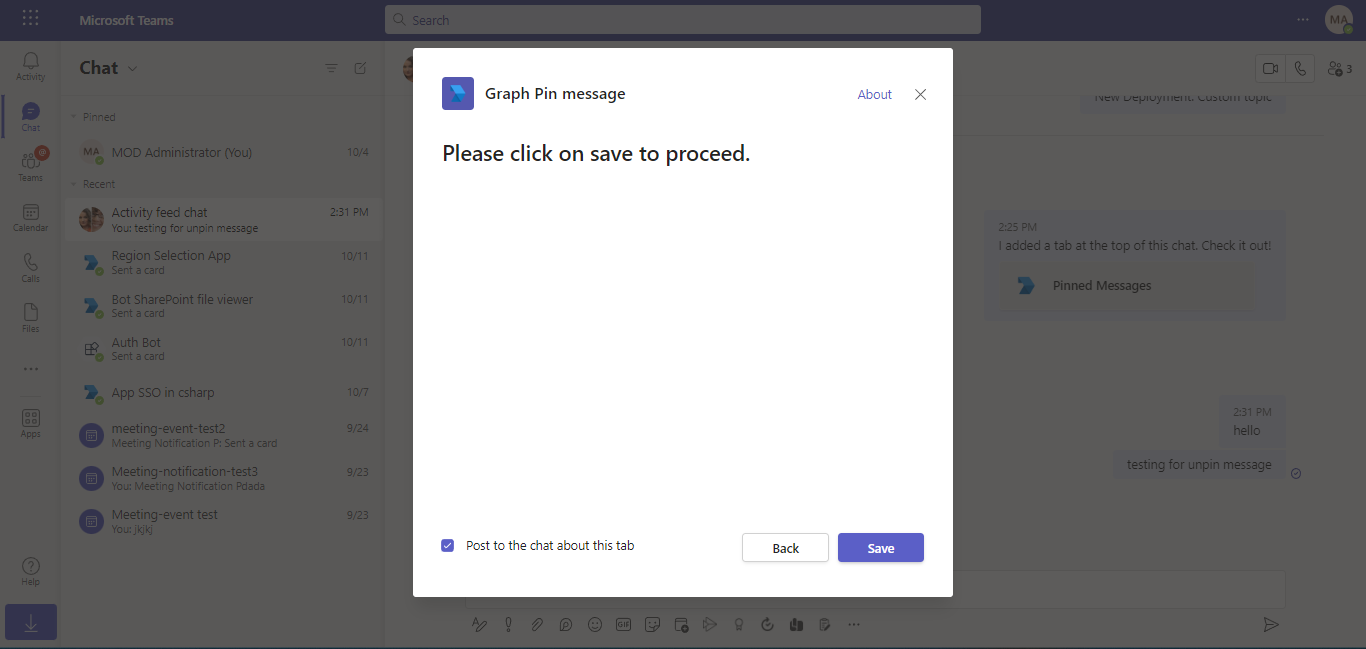 Microsoft Teams
Search
MA
Activity
Chat
Teams
Calendar
Calls
Files
Apps
Help
Chat
Pinned
MA
MOD Administrator (You)
10/4
Recent
Activity feed chat
2:31 PM
You: testing for unpin message
Region Selection App
10/11
Sent a card
Bot SharePoint file viewer
10/11
Sent a card
Auth Bot
10/11
Sent a card
App SSO in csharp
10/7
meeting-event-test2
9/24
Meeting Notification P: Sent a card
Meeting-notification-test3
9/23
You: Meeting Notification Pdada
Meeting-event test
9/23
You: jkjkj
Graph Pin message
About
Please click on save to proceed.
Post to the chat about this tab
Back
Save
3
New Deployment: Custom topic
2:25 PM
I added a tab at the top of this chat. Check it out!
Pinned Messages
2:31 PM
hello
testing for unpin message
GIF